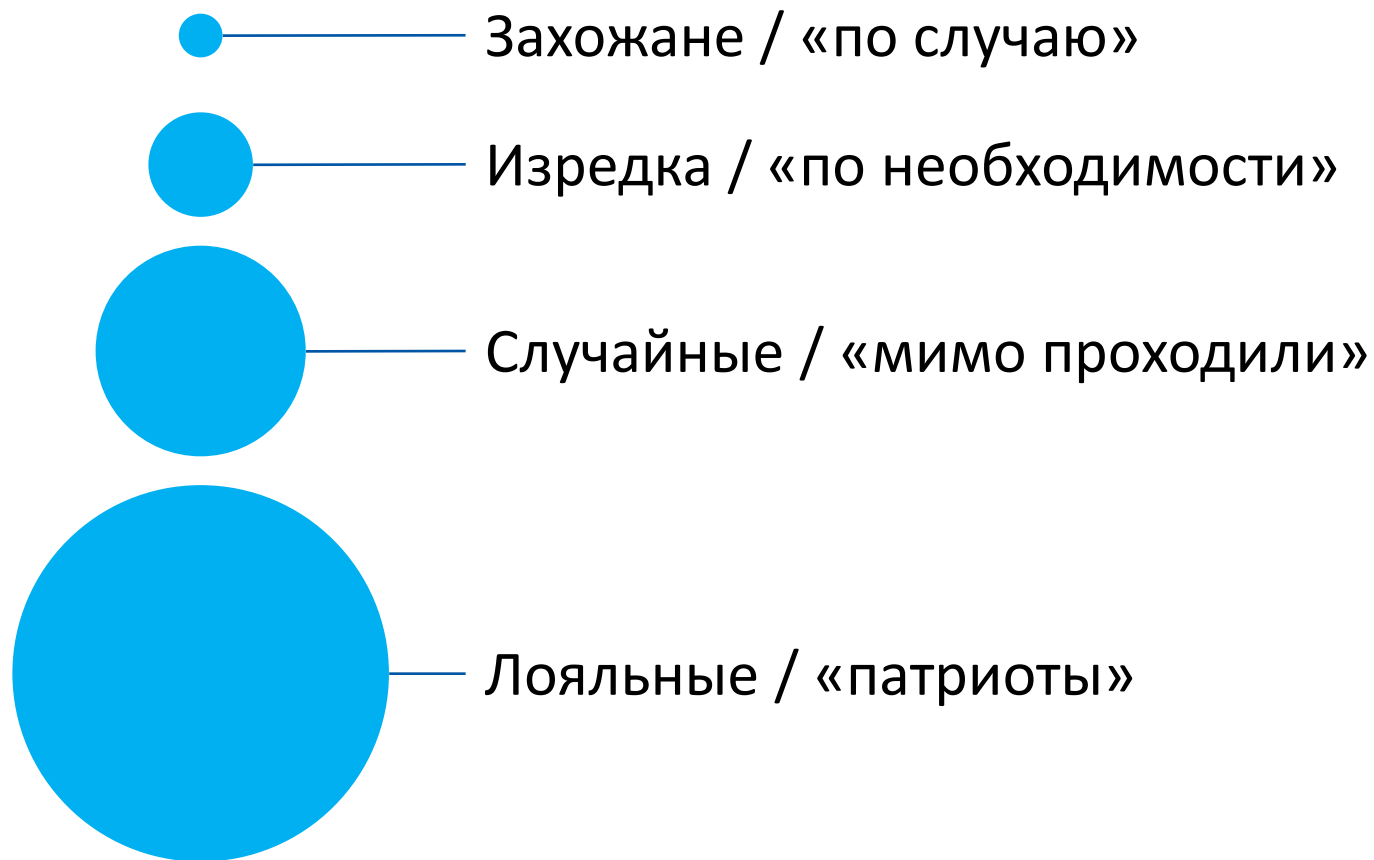 Захожане / «по случаю»
Изредка / «по необходимости»
Случайные / «мимо проходили»
Лояльные / «патриоты»